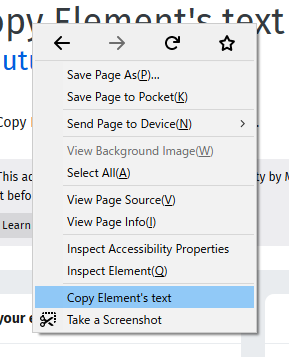 opy Element's text
utu
Save Page As(P)...
Save Page to Pocket(K)
Copy
Send Page to Device(N)
View Background Image(W)
This ad
ty by M
Select All(A)
t befo
View Page Source(V)
Learn
View Page Info(I)
Inspect Accessibility Properties
Inspect Element(Q)
Copy Element's text
your e
Take a Screenshot